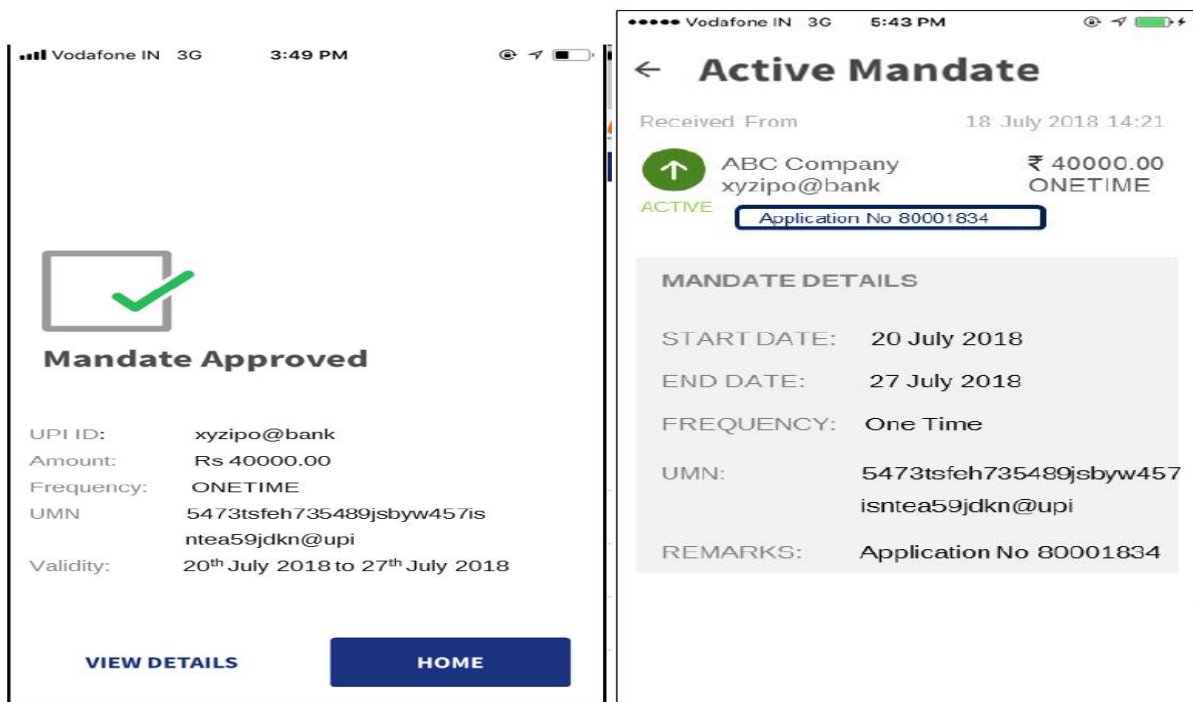 Vodafone IN 3G 3:49 PM
Mandate Approved
UPI ID: xyzipo@bank
Amount: Rs 40000.00
Frequency: ONETIME
UMN 5473tsfeh735489jsbyw457is
ntea59jdkn@upi
Validity: 20th July 2018 to 27th July 2018
VIEW DETAILS HOME
Vodafone IN 3G 5:43 PM
Active Mandate
Received From 18 July 2018 14:21
ABC Company ₹ 40000.00
xyzipo@bank ONETIME
ACTIVE
Application No 80001834
MANDATE DETAILS
START DATE: 20 July 2018
END DATE: 27 July 2018
FREQUENCY: One Time
UMN: 5473tsfeh735489jsbyw457
isntea59jdkn@upi
REMARKS: Application No 80001834